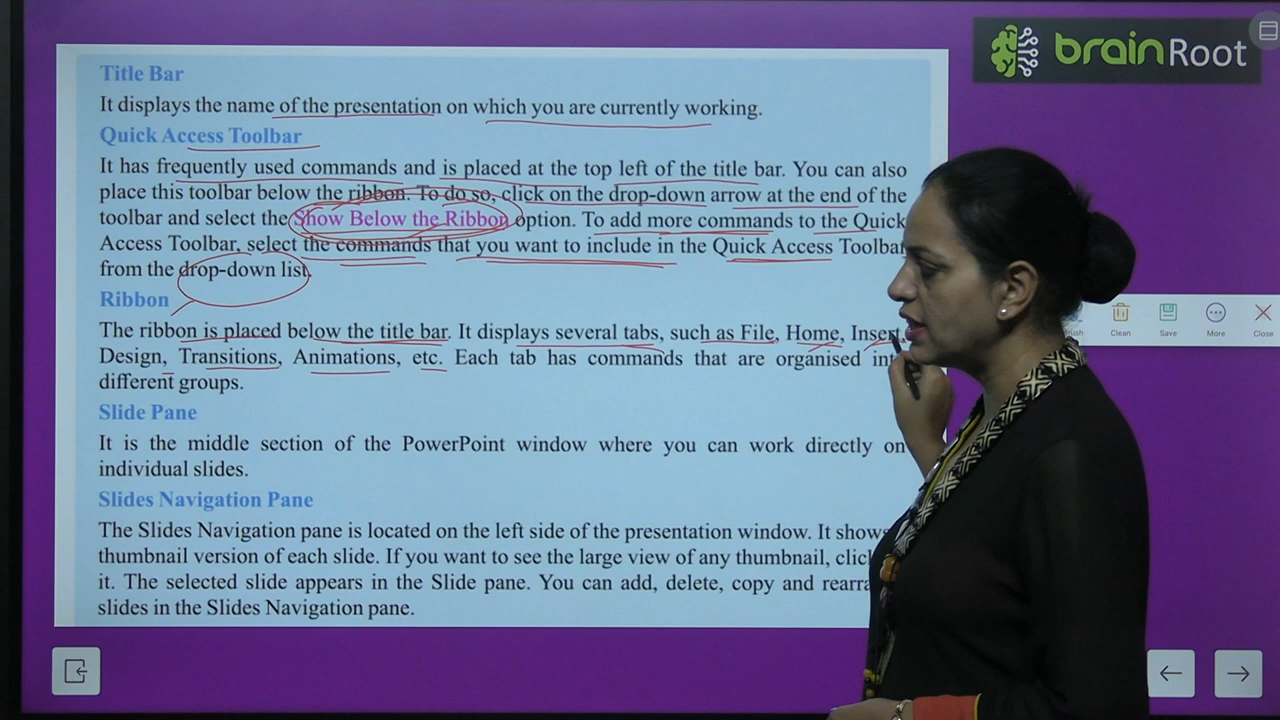 brainRoot
Title Bar
It displays the name of the presentation on which you are currently working.
Quick Access Toolbar
It has frequently used commands and is placed at the top left of the title bar. You can also
place this toolbar below the ribbon. To do so, click on the drop-down arrow at the end of the
toolbar and select the Show Below the Ribbon option. To add more commands to the Quick
Access Toolbar, select the commands that you want to include in the Quick Access Toolbar
from the drop-down list.
Ribbon
The ribbon is placed below the title bar. It displays several tabs, such as File, Home, Insert,
Design, Transitions, Animations, etc. Each tab has commands that are organised
different groups.
Slide Pane
It is the middle section of the PowerPoint window where you can work directly on
individual slides.
Slides Navigation Pane
The Slides Navigation pane is located on the left side of the presentation window. It
thumbnail version of each slide. If you want to see the large view of any thumbnail,
it. The selected slide appears in the Slide pane. You can add, delete, copy and
slides in the Slides Navigation pane.
Clean Save More Close